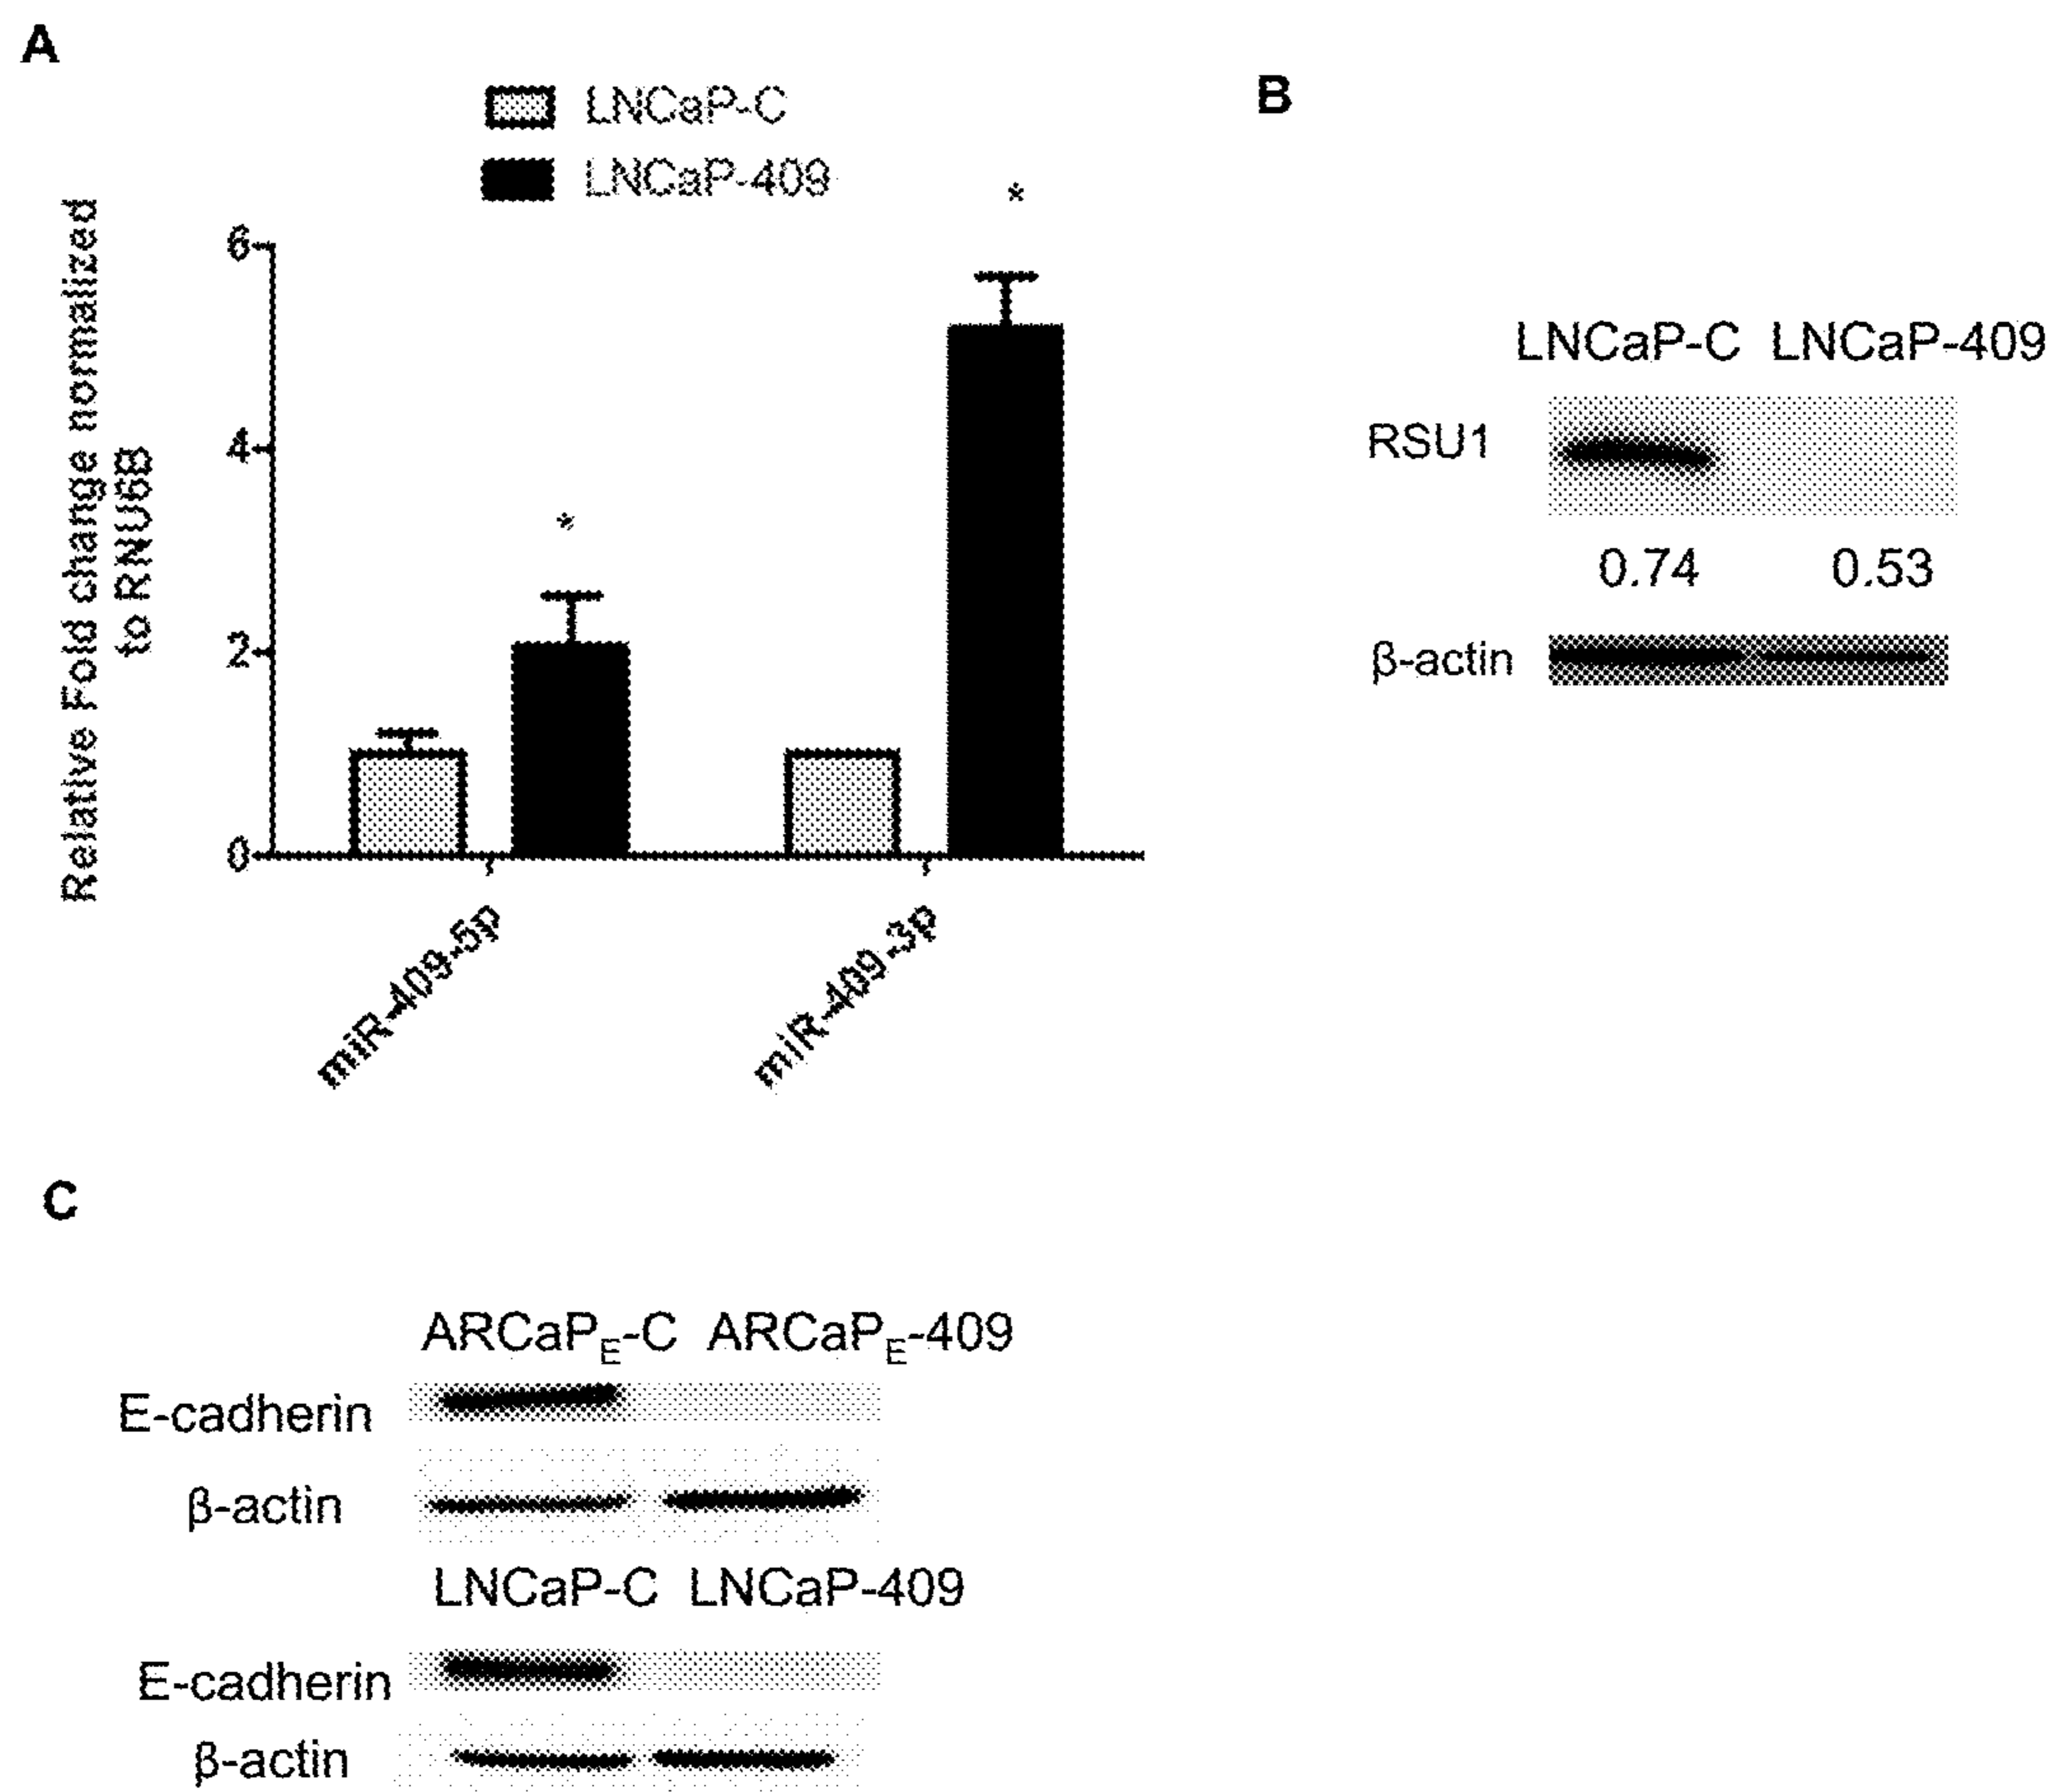 A
LNCaP-C
LNCaP-409
Relative Fold change normalized
to RNU6B
6
4
2
0
*
*
miR-409-5p
miR-409-3p
B
LNCaP-C LNCaP-409
RSU1
0.74 0.53
β-actin
C
ARCaPE-C ARCaPE-409
E-cadherin
β-actin
LNCaP-C LNCaP-409
E-cadherin
β-actin